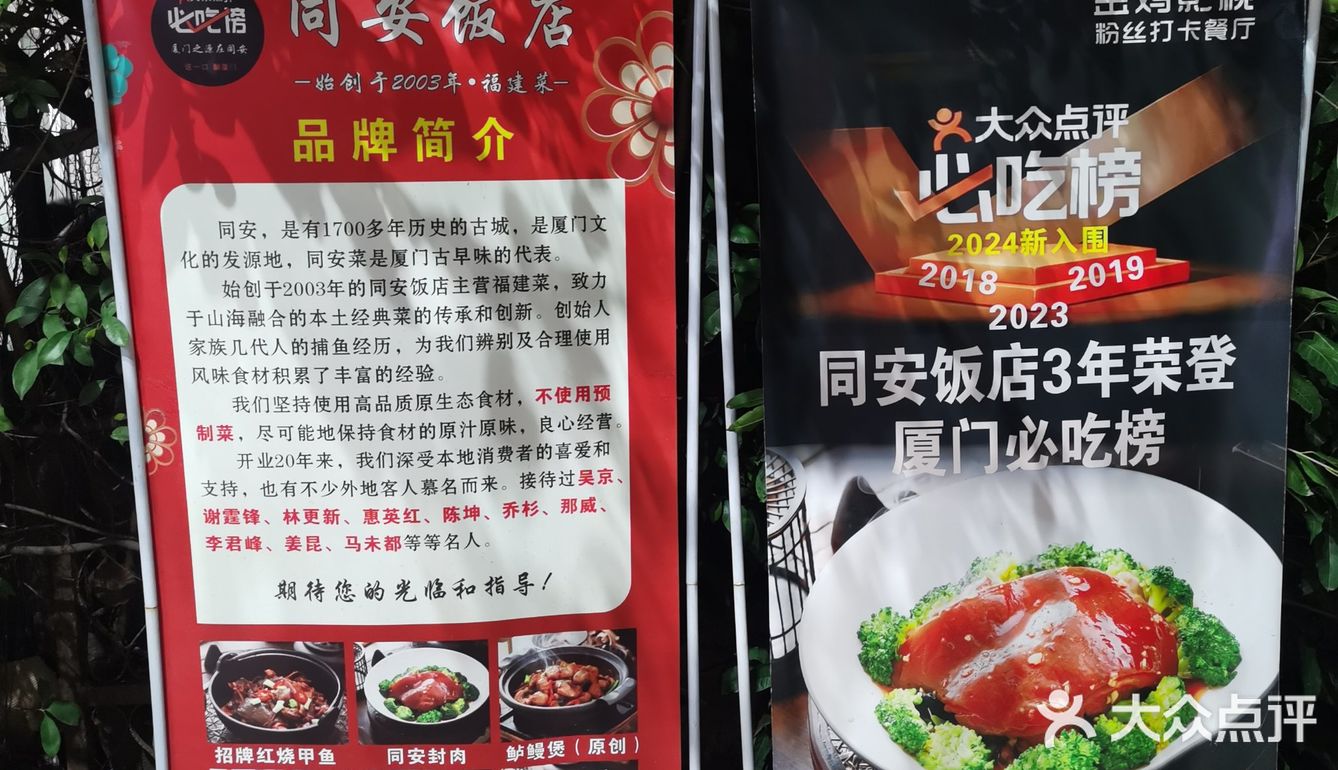 必吃榜
厦门之源在同安
同安饭店
—始创于2003年•福建菜—
品牌简介
同安，是有1700多年历史的古城，是厦门文
化的发源地，同安菜是厦门古早味的代表。
始创于2003年的同安饭店主营福建菜，致力
于山海融合的本土经典菜的传承和创新。创始人
家族几代人的捕鱼经历，为我们辨别及合理使用
风味食材积累了丰富的经验。
我们坚持使用高品质原生态食材，不使用预
制菜，尽可能地保持食材的原汁原味，良心经营。
开业20年来，我们深受本地消费者的喜爱和
支持，也有不少外地客人慕名而来。接待过吴京、
谢霆锋、林更新、惠英红、陈坤、乔杉、那威、
李君峰、姜昆、马未都等等名人。
期待您的光临和指导！
招牌红烧甲鱼
同安封肉
鲈鳗煲（原创）
粉丝打卡餐厅
大众点评
必吃榜
2024新入围
2018
2019
2023
同安饭店3年荣登
厦门必吃榜
大众点评